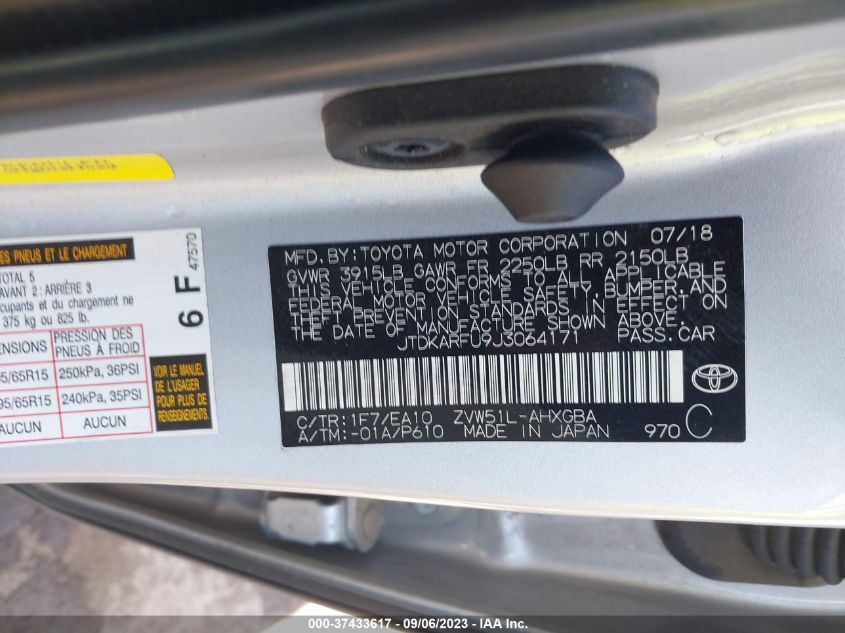 DES PNEUS ET LE CHARGEMENT
TOTAL 5
AVANT 2 : ARRIÈRE 3
ccupants et du chargement ne
375 kg ou 825 lb.
6 F
47570
ENSIONS
PRESSION DES
PNEUS À FROID
95/65R15
250kPa, 36PSI
95/65R15
240kPa, 35PSI
AUCUN
AUCUN
VOIR LE MANUEL
DE L'USAGER
POUR PLUS DE
RENSEIGNEMENTS
MFD. BY: TOYOTA MOTOR CORPORATION 07/18
GVWR 3915LB GAWR FR 2250LB RR 2150LB
THIS VEHICLE CONFORMS TO ALL APPLICABLE
FEDERAL MOTOR VEHICLE SAFETY, BUMPER, AND
THEFT PREVENTION STANDARDS IN EFFECT ON
THE DATE OF MANUFACTURE SHOWN ABOVE.
JTDKARFU9J3064171 PASS. CAR
C/TR: 1F7/EA10 ZVW51L-AHXGBA
A/TM: -01A/P610 MADE IN JAPAN 970 C
000-37433617 - 09/06/2023 - IAA Inc.